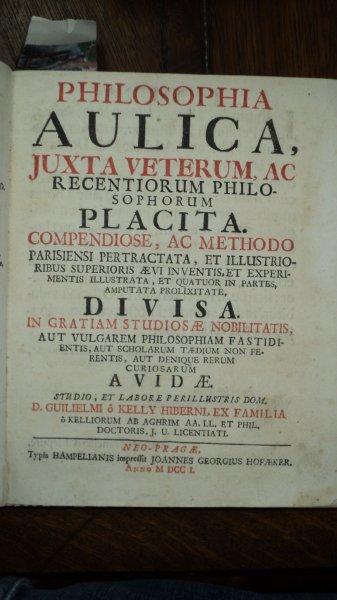 PHILOSOPHIA
AULICA,
JUXTA VETERUM, AC
RECENTIORUM PHILO-
SOPHORUM
PLACITA.
COMPENDIOSE, AC METHODO
PARISIENSI PERTRACTATA, ET ILLUSTRIO-
RIBUS SUPERIORIS ÆVI INVENTIS, ET EXPERI-
MENTIS ILLUSTRATA, ET QUATUOR IN PARTES,
AMPUTATA PROLIXITATE,
DIVISA.
IN GRATIAM STUDIOSÆ NOBILITATIS,
AUT VULGAREM PHILOSOPHIAM FASTIDI-
ENTIS, AUT SCHOLARUM TÆDIUM NON FE-
RENTIS, AUT DENIQUE RERUM
CURIOSARUM
AVIDÆ.
STUDIO, ET LABORE PERILLUSTRIS DOM.
D. GUILIELMI ô KELLY HIBERNI, EX FAMILIA
ô KELLIORUM AB AGHRIM AA. LL. ET PHIL.
DOCTORIS. J. U. LICENTIATI.
NEO-PRAGÆ,
Typis HAMPELIANIS impressit JOANNES GEORGIUS HOFÆKER.
ANNO M DCC I.